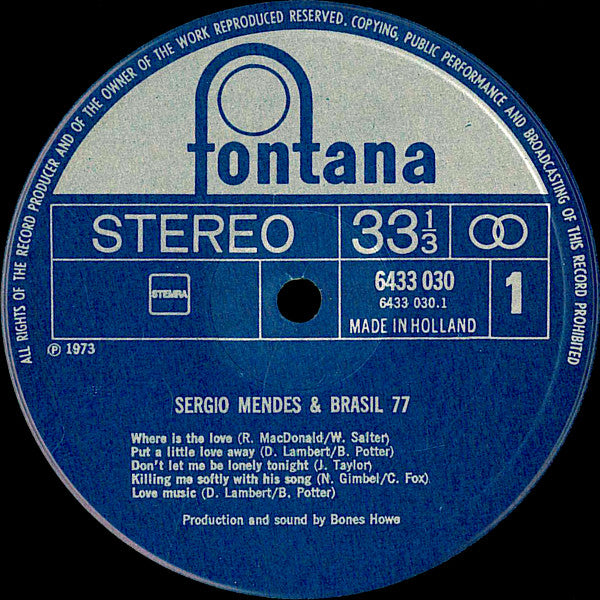 ALL RIGHTS OF THE RECORD PRODUCER AND OF THE OWNER OF THE WORK REPRODUCED RESERVED. COPYING, PUBLIC PERFORMANCE AND BROADCASTING OF THIS RECORD PROHIBITED
fontana
STEREO 33 1/3
STEMRA 6433 030 1
6433 030.1
MADE IN HOLLAND
℗ 1973
SERGIO MENDES & BRASIL 77
Where is the love (R. MacDonald/W. Salter)
Put a little love away (D. Lambert/B. Potter)
Don't let me be lonely tonight (J. Taylor)
Killing me softly with his song (N. Gimbel/C. Fox)
Love music (D. Lambert/B. Potter)
Production and sound by Bones Howe